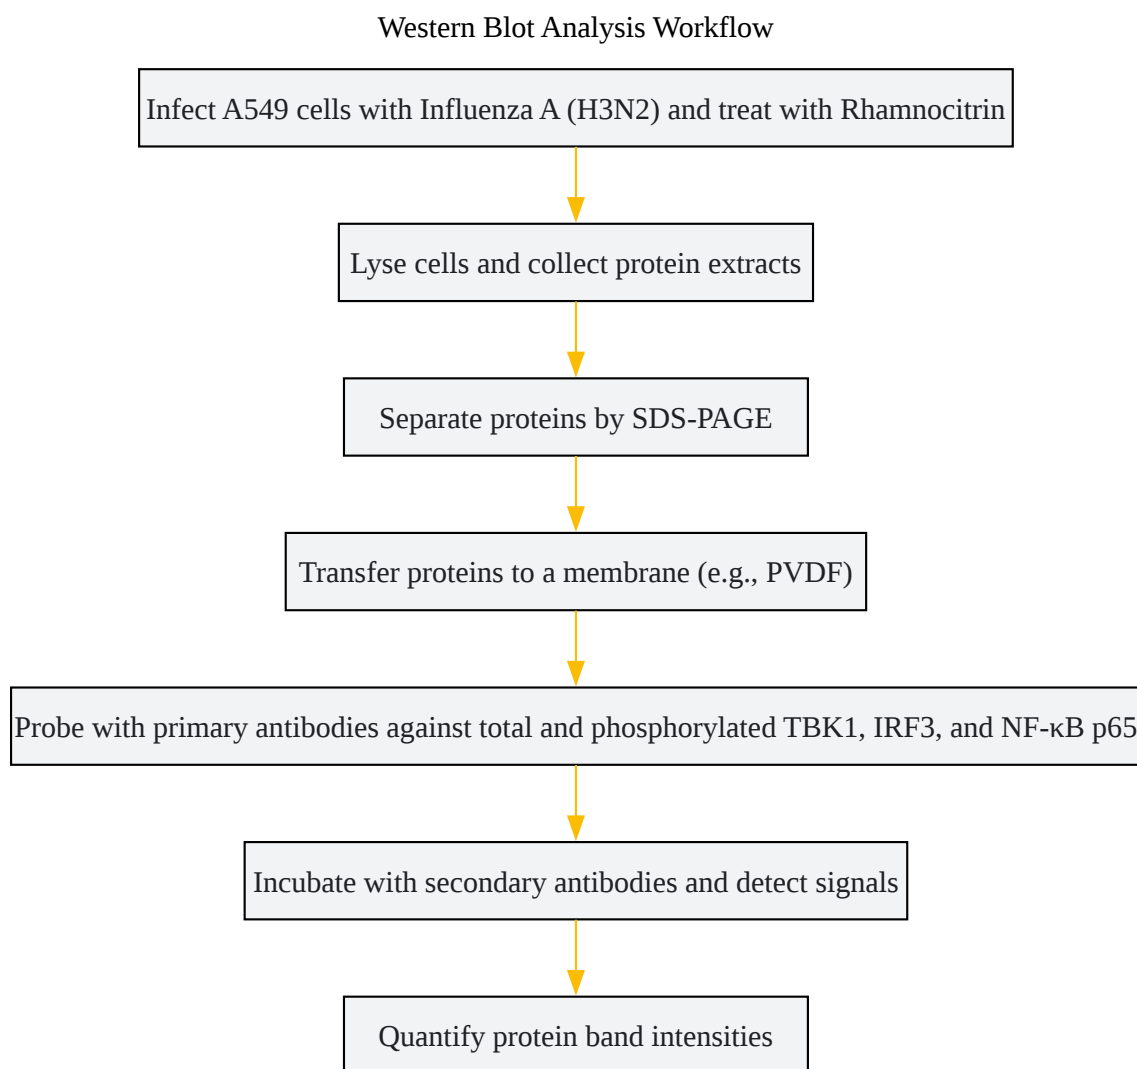 Western Blot Analysis Workflow
Infect A549 cells with Influenza A (H3N2) and treat with Rhamnocitrin
Lyse cells and collect protein extracts
Separate proteins by SDS-PAGE
Transfer proteins to a membrane (e.g., PVDF)
Probe with primary antibodies against total and phosphorylated TBK1, IRF3, and NF-κB p65
Incubate with secondary antibodies and detect signals
Quantify protein band intensities